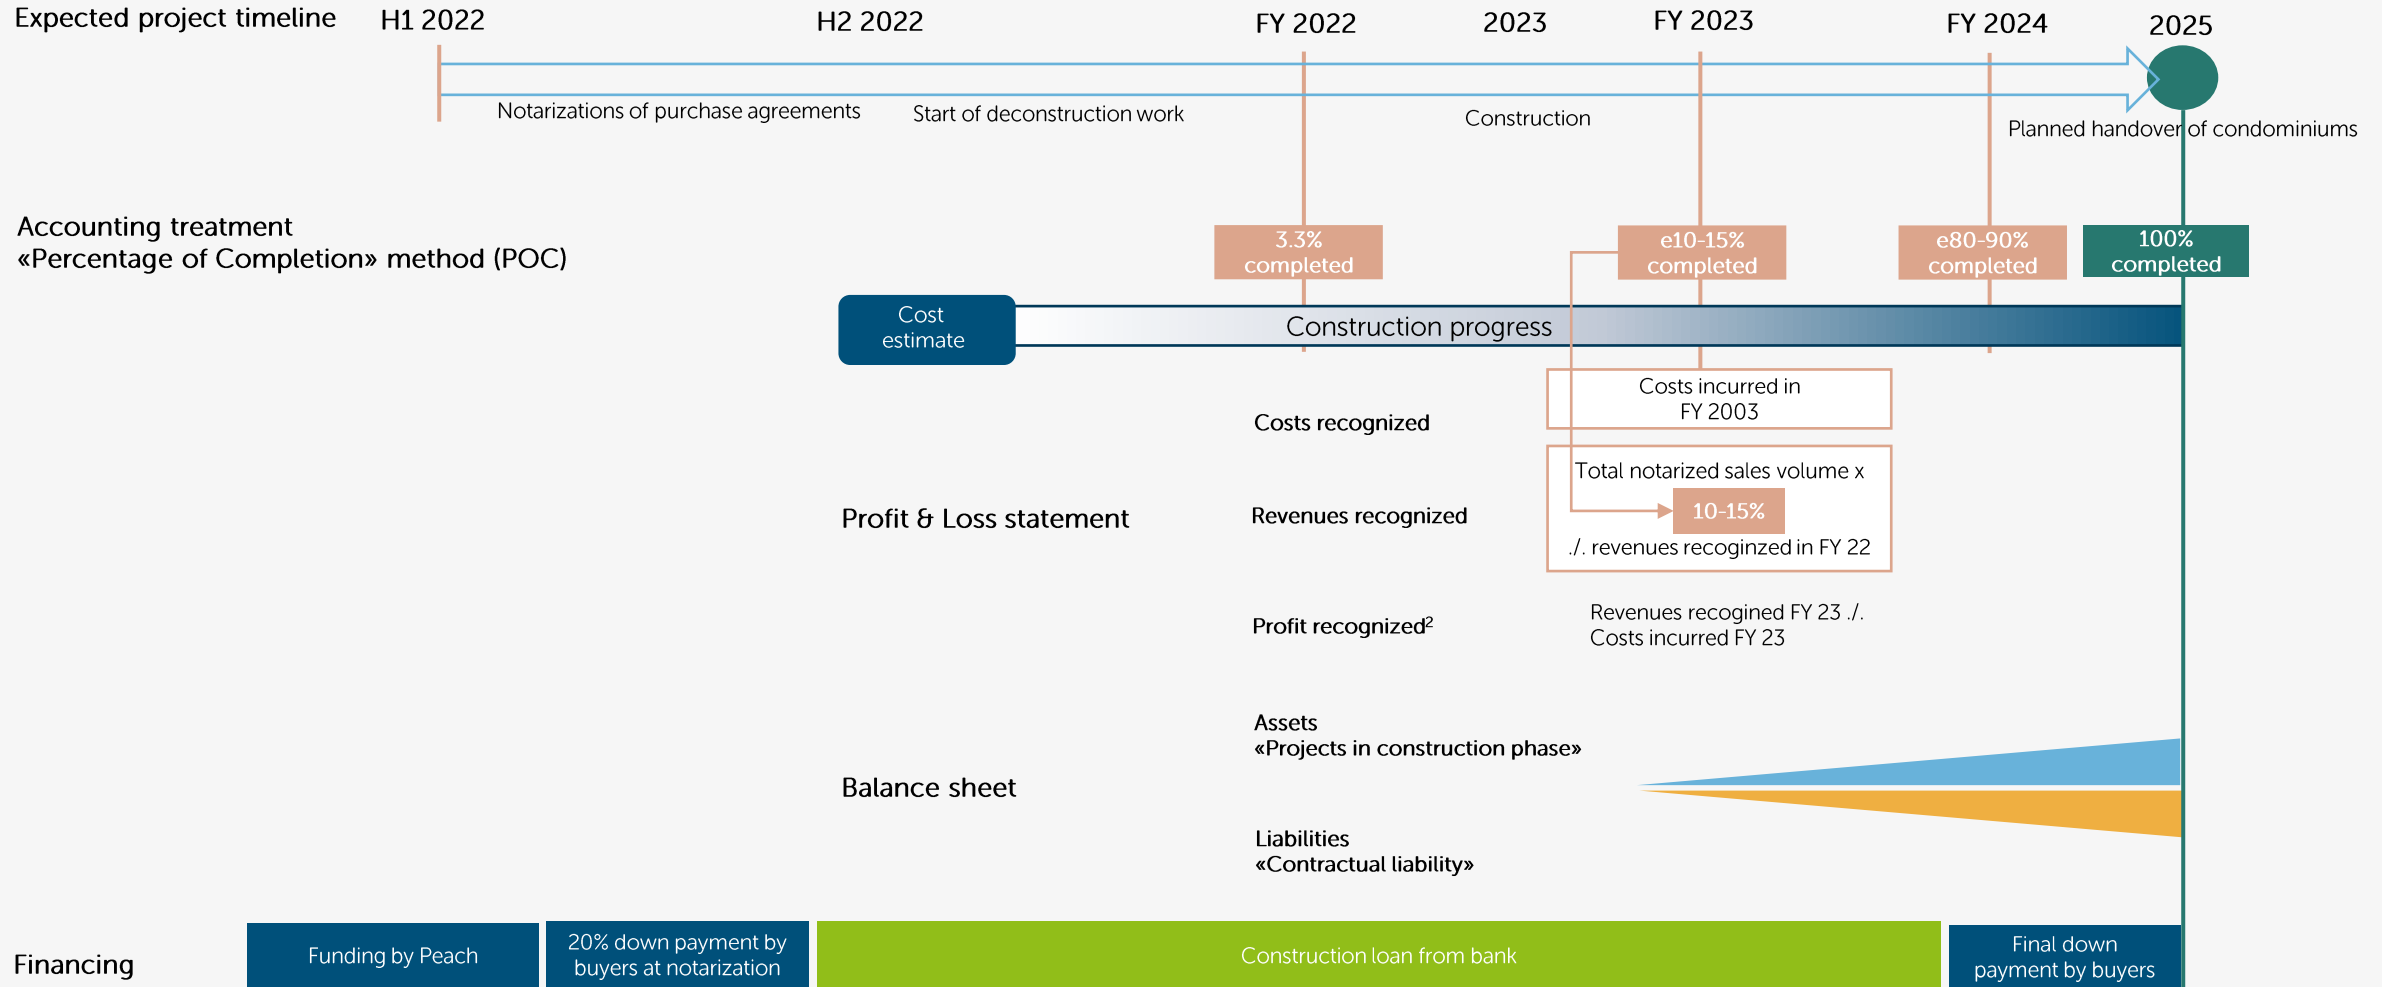 Expected project timeline
H1 2022
H2 2022
FY 2022
2023
FY 2023
FY 2024
2025
Notarizations of purchase agreements
Start of deconstruction work
Construction
Planned handover of condominiums
Accounting treatment
«Percentage of Completion» method (POC)
3.3%
completed
e10-15%
completed
e80-90%
completed
100%
completed
Cost
estimate
Construction progress
Costs recognized
Costs incurred in
FY 2003
Profit & Loss statement
Revenues recognized
Total notarized sales volume x
10-15%
./. revenues recoginzed in FY 22
Profit recognized²
Revenues recogined FY 23 ./.
Costs incurred FY 23
Balance sheet
Assets
«Projects in construction phase»
Liabilities
«Contractual liability»
Financing
Funding by Peach
20% down payment by
buyers at notarization
Construction loan from bank
Final down
payment by buyers